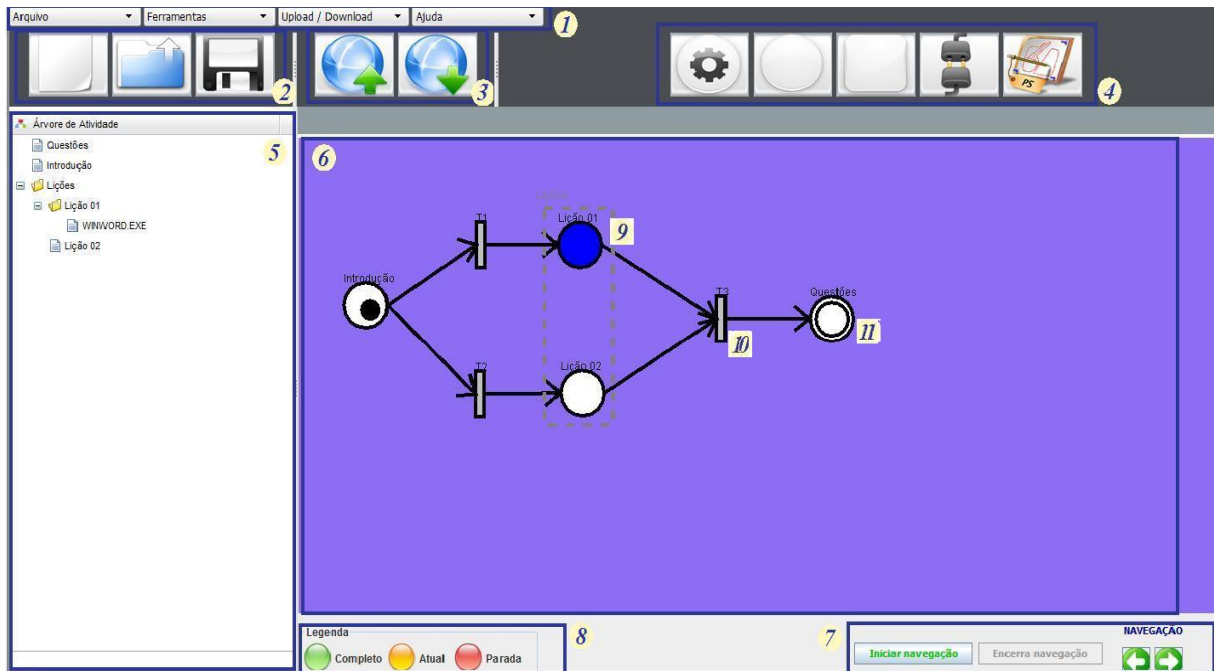 Arquivo Ferramentas Upload / Download Ajuda 1
2 3 PS 4
Árvore de Atividade
Questões
Introdução
Lições
Lição 01
WINWORD.EXE
Lição 02
5
6
T1 Lição 01
9
Introdução
T3 Questões
10 11
T2 Lição 02
Legenda
Completo Atual Parada
8
7
NAVEGAÇÃO
Iniciar navegação Encerra navegação